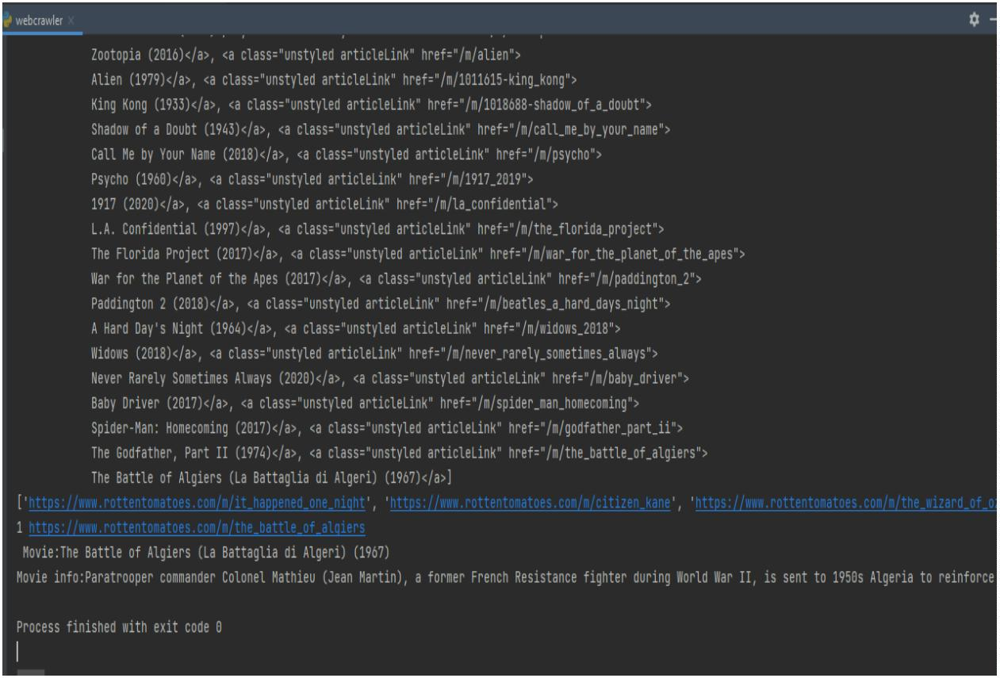 webcrawler
Zootopia (2016)</a>, <a class="unstyled articleLink" href="/m/alien">
Alien (1979)</a>, <a class="unstyled articleLink" href="/m/1011615-king_kong">
King Kong (1933)</a>, <a class="unstyled articleLink" href="/m/1018688-shadow_of_a_doubt">
Shadow of a Doubt (1943)</a>, <a class="unstyled articleLink" href="/m/call_me_by_your_name">
Call Me by Your Name (2018)</a>, <a class="unstyled articleLink" href="/m/psycho">
Psycho (1960)</a>, <a class="unstyled articleLink" href="/m/1917_2019">
1917 (2020)</a>, <a class="unstyled articleLink" href="/m/la_confidential">
L.A. Confidential (1997)</a>, <a class="unstyled articleLink" href="/m/the_florida_project">
The Florida Project (2017)</a>, <a class="unstyled articleLink" href="/m/war_for_the_planet_of_the_apes">
War for the Planet of the Apes (2017)</a>, <a class="unstyled articleLink" href="/m/paddington_2">
Paddington 2 (2018)</a>, <a class="unstyled articleLink" href="/m/beatles_a_hard_days_night">
A Hard Day's Night (1964)</a>, <a class="unstyled articleLink" href="/m/widows_2018">
Widows (2018)</a>, <a class="unstyled articleLink" href="/m/never_rarely_sometimes_always">
Never Rarely Sometimes Always (2020)</a>, <a class="unstyled articleLink" href="/m/baby_driver">
Baby Driver (2017)</a>, <a class="unstyled articleLink" href="/m/spider_man_homecoming">
Spider-Man: Homecoming (2017)</a>, <a class="unstyled articleLink" href="/m/godfather_part_ii">
The Godfather, Part II (1974)</a>, <a class="unstyled articleLink" href="/m/the_battle_of_algiers">
The Battle of Algiers (La Battaglia di Algeri) (1967)</a>]
['https://www.rottentomatoes.com/m/it_happened_one_night', 'https://www.rottentomatoes.com/m/citizen_kane', 'https://www.rottentomatoes.com/m/the_wizard_of_oz
1 https://www.rottentomatoes.com/m/the_battle_of_algiers
Movie:The Battle of Algiers (La Battaglia di Algeri) (1967)
Movie info:Paratrooper commander Colonel Mathieu (Jean Martin), a former French Resistance fighter during World War II, is sent to 1950s Algeria to reinforce
Process finished with exit code 0